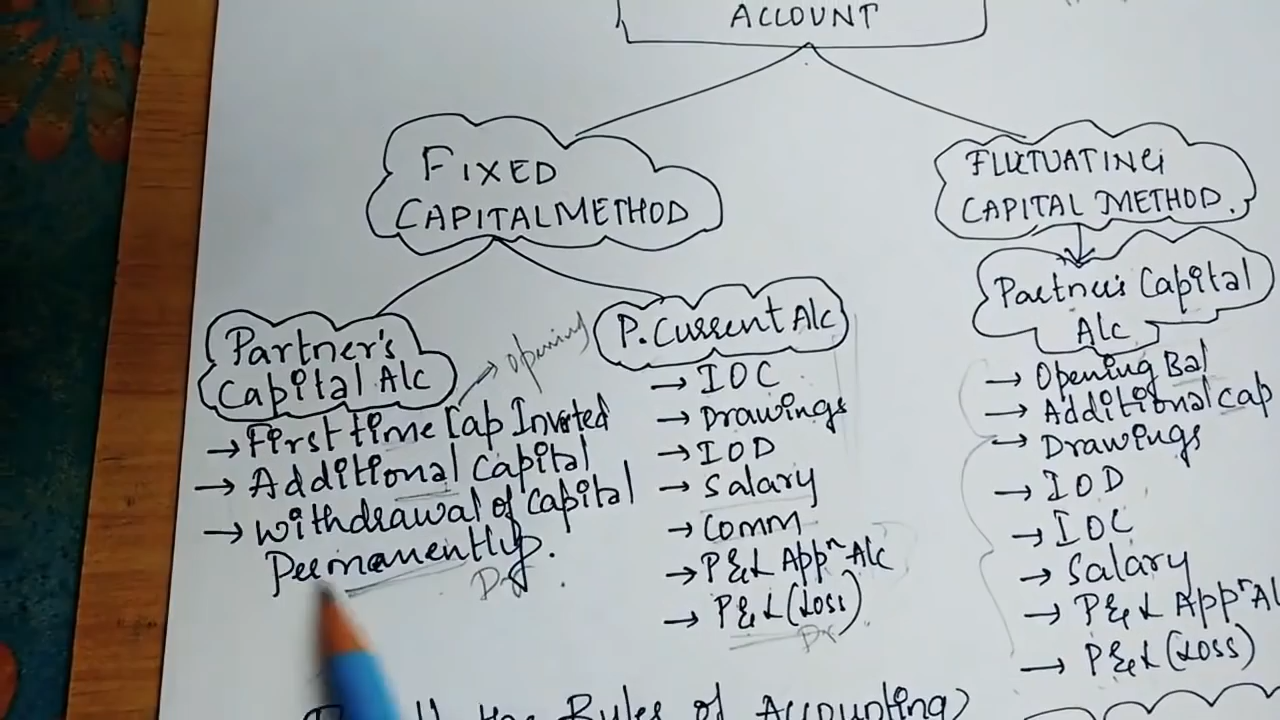 ACCOUNT
FIXED
CAPITAL METHOD
FLUCTUATING
CAPITAL METHOD.
Partner's
Capital A/c
→ opening
→ First time Cap Invested
→ Additional Capital
→ Withdrawal of Capital
Permanently.
P. Current A/c
→ IOC
→ Drawings
→ IOD
→ Salary
→ Comm
→ P&L Appⁿ A/c
→ P&L (Loss)
Dr
Partner's Capital
A/c
→ Opening Bal
→ Additional Cap
→ Drawings
→ IOD
→ IOC
→ Salary
→ P&L Appⁿ A/
→ P&L (Loss)
Rules of Accounting